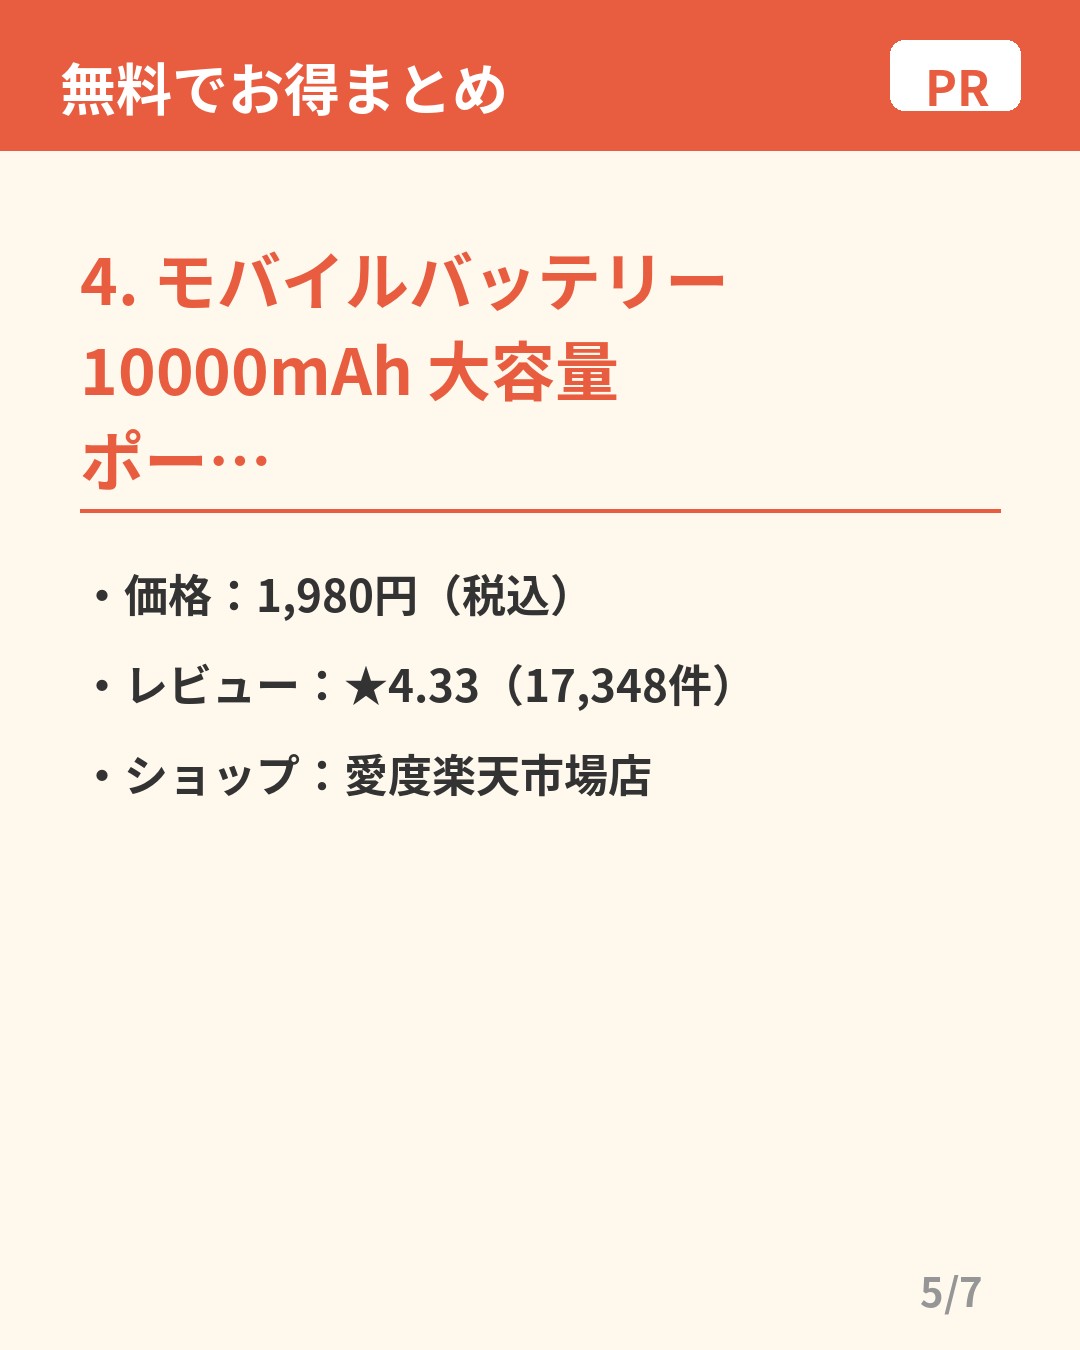 無料でお得まとめ
PR
4. モバイルバッテリー
10000mAh 大容量
ポー…
・価格：1,980円（税込）
・レビュー：★4.33（17,348件）
・ショップ：愛度楽天市場店
5/7